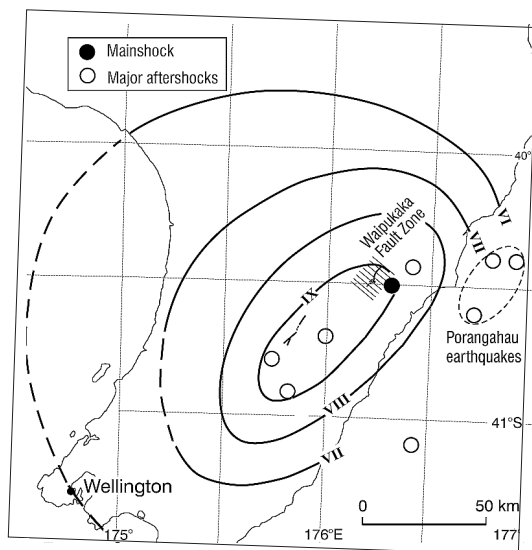 Mainshock
Major aftershocks
40°
VI
VII
Waipukaka
Fault Zone
IX
Porangahau
earthquakes
VIII
41°S
VII
Wellington
0 50 km
175°
176°E
177°